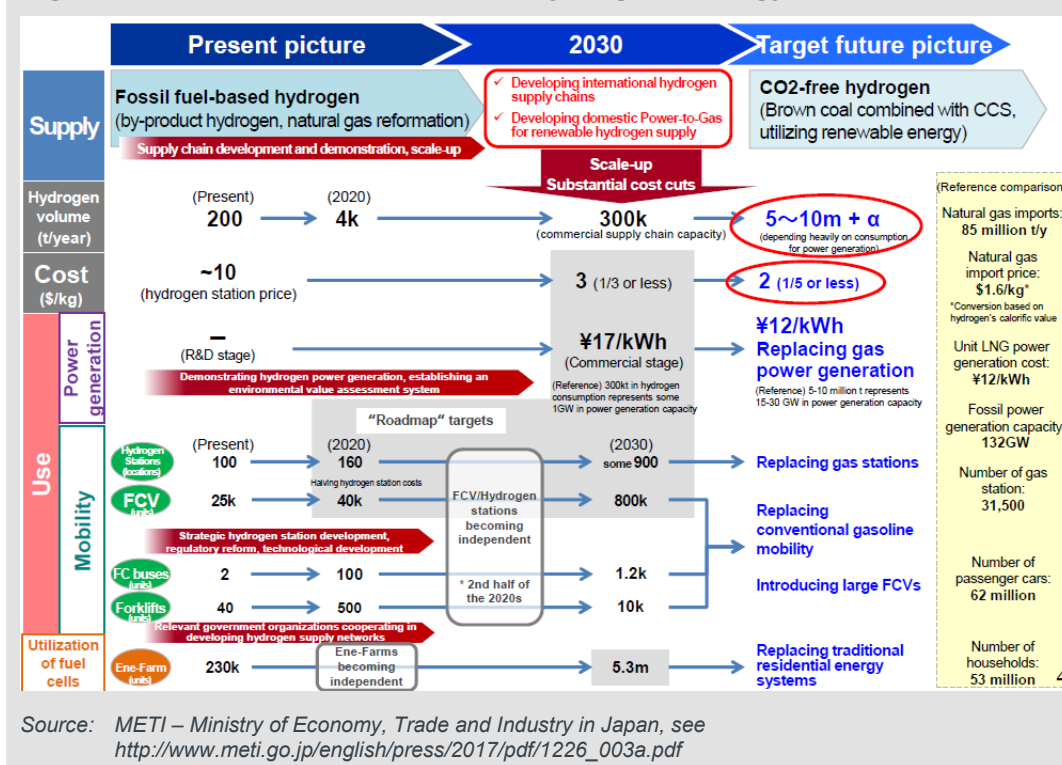 Present picture
2030
Target future picture
Supply
Fossil fuel-based hydrogen
(by-product hydrogen, natural gas reformation)
Supply chain development and demonstration, scale-up
✓ Developing international hydrogen
supply chains
✓ Developing domestic Power-to-Gas
for renewable hydrogen supply
CO2-free hydrogen
(Brown coal combined with CCS,
utilizing renewable energy)
Scale-up
Substantial cost cuts
Hydrogen
volume
(t/year)
(Present)
200
(2020)
4k
300k
(commercial supply chain capacity)
5～10m + α
(depending heavily on consumption
for power generation)
Cost
($/kg)
~10
(hydrogen station price)
3 (1/3 or less)
2 (1/5 or less)
Use
Power
generation
–
(R&D stage)
¥17/kWh
(Commercial stage)
¥12/kWh
Replacing gas
power generation
Demonstrating hydrogen power generation, establishing an
environmental value assessment system
(Reference) 300kt in hydrogen
consumption represents some
1GW in power generation capacity
(Reference) 5-10 million t represents
15-30 GW in power generation capacity
"Roadmap" targets
Mobility
Hydrogen
Stations
(locations)
(Present)
100
(2020)
160
(2030)
some 900
Replacing gas stations
Halving hydrogen station costs
FCV
(units)
25k
40k
FCV/Hydrogen
stations
becoming
independent
* 2nd half of
the 2020s
800k
Replacing
conventional gasoline
mobility
Strategic hydrogen station development,
regulatory reform, technological development
FC buses
(units)
2
100
1.2k
Introducing large FCVs
Forklifts
(units)
40
500
10k
Relevant government organizations cooperating in
developing hydrogen supply networks
Utilization
of fuel
cells
Ene-Farm
(units)
230k
Ene-Farms
becoming
independent
5.3m
Replacing traditional
residential energy
systems
(Reference comparison
Natural gas imports:
85 million t/y
Natural gas
import price:
$1.6/kg*
*Conversion based on
hydrogen's calorific value
Unit LNG power
generation cost:
¥12/kWh
Fossil power
generation capacity
132GW
Number of gas
station:
31,500
Number of
passenger cars:
62 million
Number of
households:
53 million
4
Source: METI – Ministry of Economy, Trade and Industry in Japan, see
http://www.meti.go.jp/english/press/2017/pdf/1226_003a.pdf